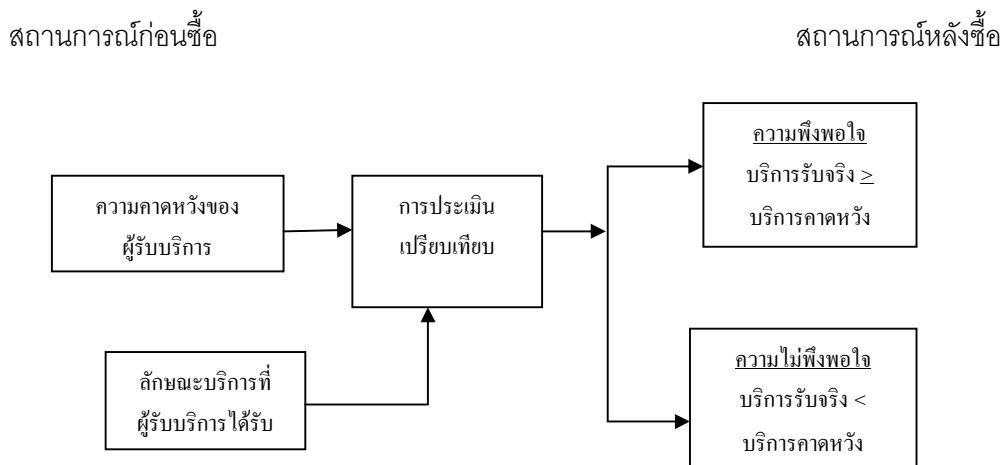 สถานการณ์ก่อนซื้อ
สถานการณ์หลังซื้อ
ความคาดหวังของ
ผู้รับบริการ
ลักษณะบริการที่
ผู้รับบริการได้รับ
การประเมิน
เปรียบเทียบ
ความพึงพอใจ
บริการรับจริง ≥
บริการคาดหวัง
ความไม่พึงพอใจ
บริการรับจริง <
บริการคาดหวัง